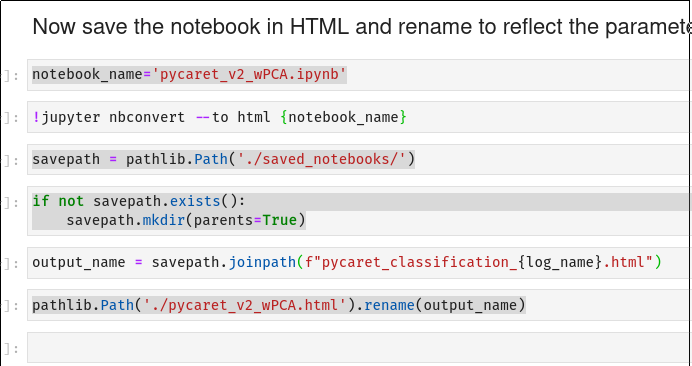 Now save the notebook in HTML and rename to reflect the paramete
]: notebook_name='pycaret_v2_wPCA.ipynb'
]: !jupyter nbconvert --to html {notebook_name}
]: savepath = pathlib.Path('./saved_notebooks/')
]: if not savepath.exists():
savepath.mkdir(parents=True)
]: output_name = savepath.joinpath(f"pycaret_classification_{log_name}.html")
]: pathlib.Path('./pycaret_v2_wPCA.html').rename(output_name)
]: